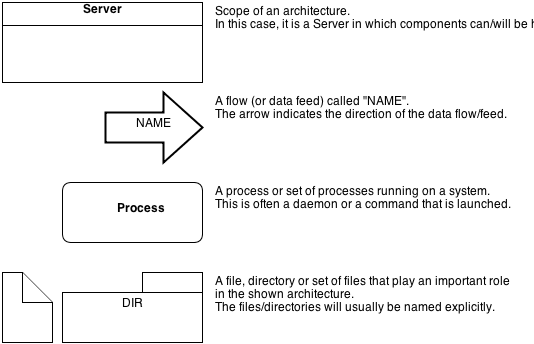 Server
Scope of an architecture.
In this case, it is a Server in which components can/will be
NAME
A flow (or data feed) called "NAME".
The arrow indicates the direction of the data flow/feed.
Process
A process or set of processes running on a system.
This is often a daemon or a command that is launched.
DIR
A file, directory or set of files that play an important role
in the shown architecture.
The files/directories will usually be named explicitly.